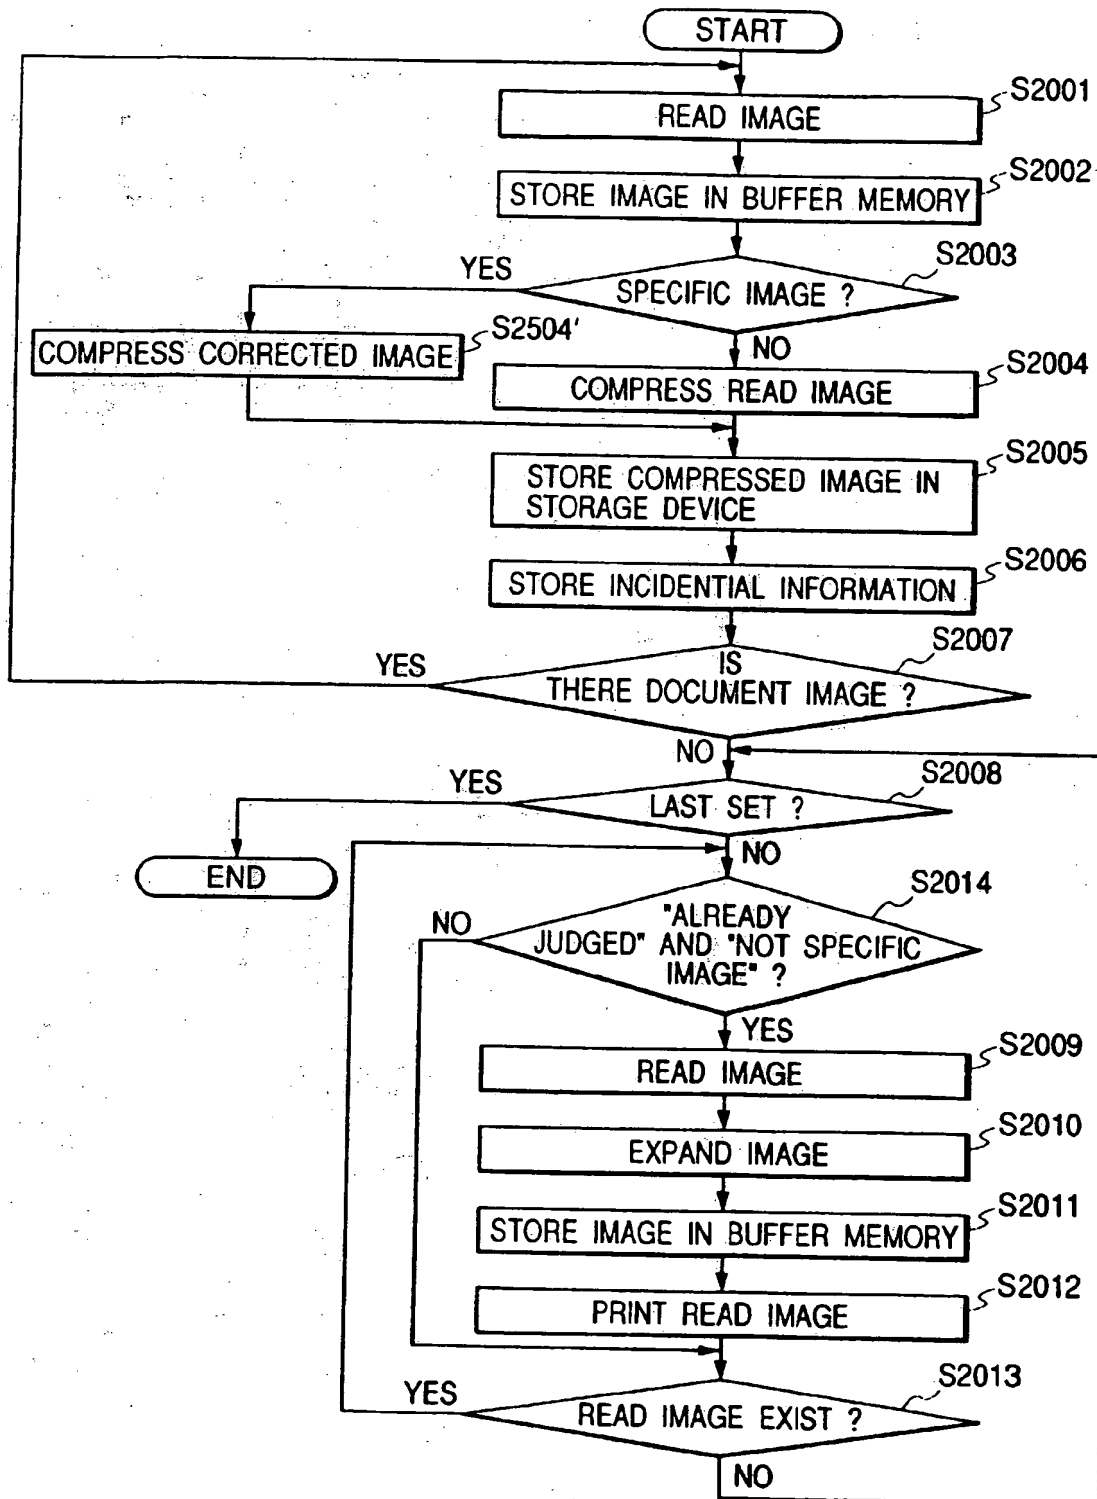 START
S2001
READ IMAGE
S2002
STORE IMAGE IN BUFFER MEMORY
S2003
YES
SPECIFIC IMAGE ?
S2504'
NO
COMPRESS CORRECTED IMAGE
S2004
COMPRESS READ IMAGE
S2005
STORE COMPRESSED IMAGE IN
STORAGE DEVICE
S2006
STORE INCIDENTIAL INFORMATION
S2007
YES
IS
THERE DOCUMENT IMAGE ?
NO
S2008
YES
LAST SET ?
NO
END
S2014
NO
"ALREADY
JUDGED" AND "NOT SPECIFIC
IMAGE" ?
YES
S2009
READ IMAGE
S2010
EXPAND IMAGE
S2011
STORE IMAGE IN BUFFER MEMORY
S2012
PRINT READ IMAGE
S2013
YES
READ IMAGE EXIST ?
NO